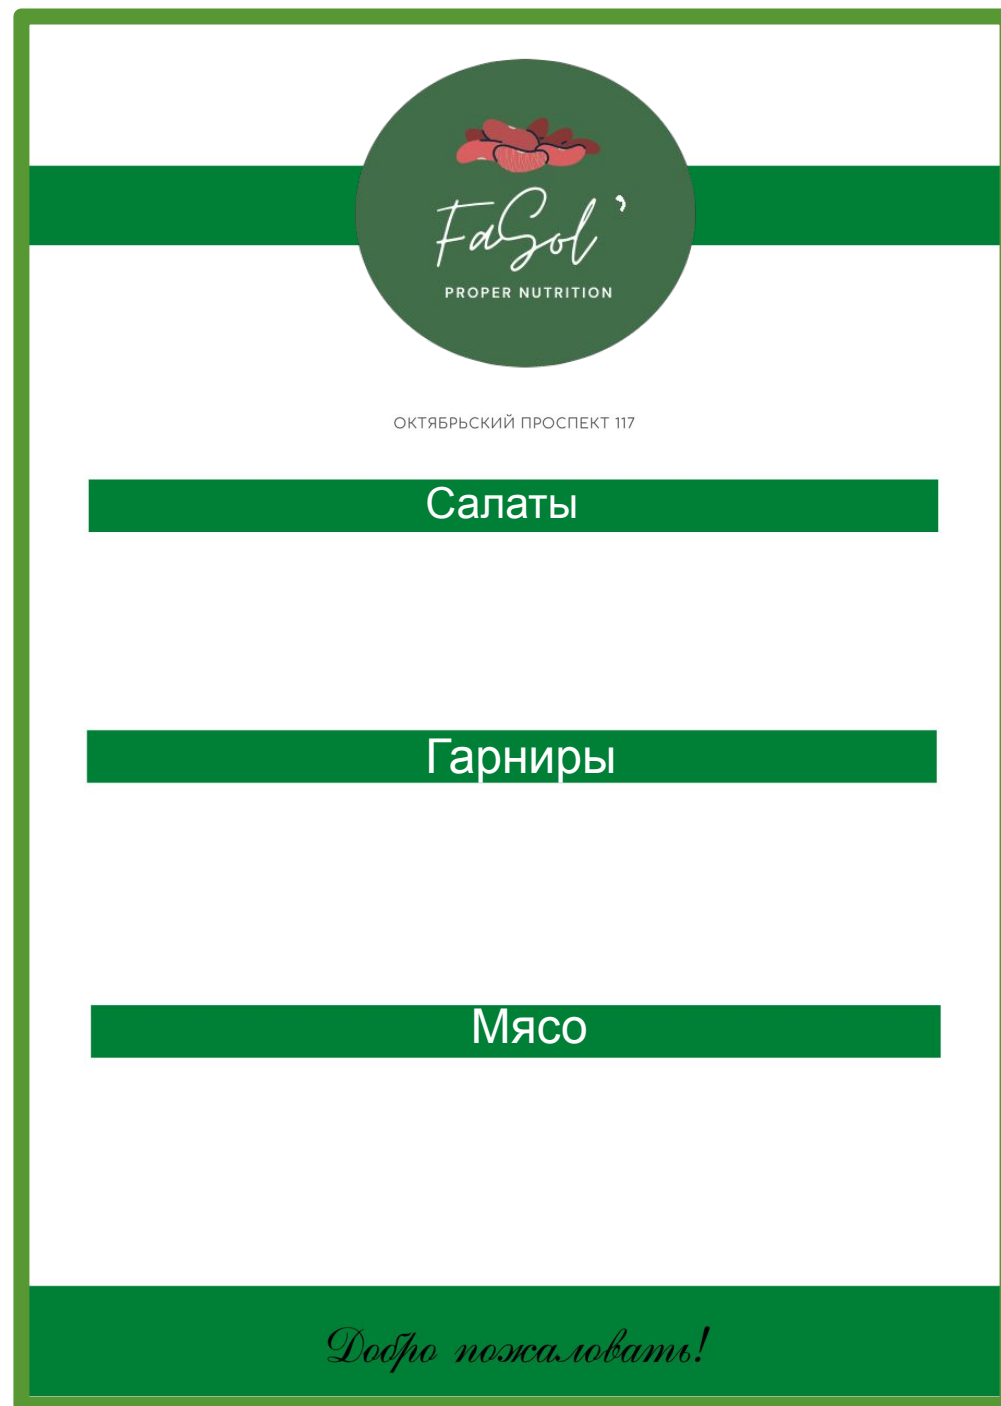 FaSol’
PROPER NUTRITION
ОКТЯБРЬСКИЙ ПРОСПЕКТ 117
Салаты
Гарниры
Мясо
Добро пожаловать!